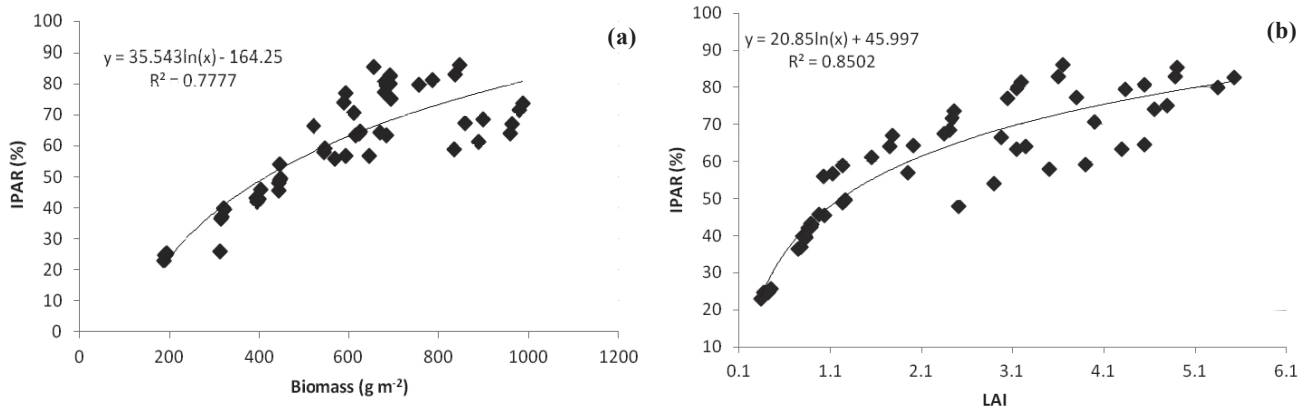 (a)
y = 35.543ln(x) - 164.25
R² = 0.7777
IPAR (%)
100
90
80
70
60
50
40
30
20
10
0
0 200 400 600 800 1000 1200
Biomass (g m⁻²)
(b)
y = 20.85ln(x) + 45.997
R² = 0.8502
IPAR (%)
100
90
80
70
60
50
40
30
20
10
0.1 1.1 2.1 3.1 4.1 5.1 6.1
LAI